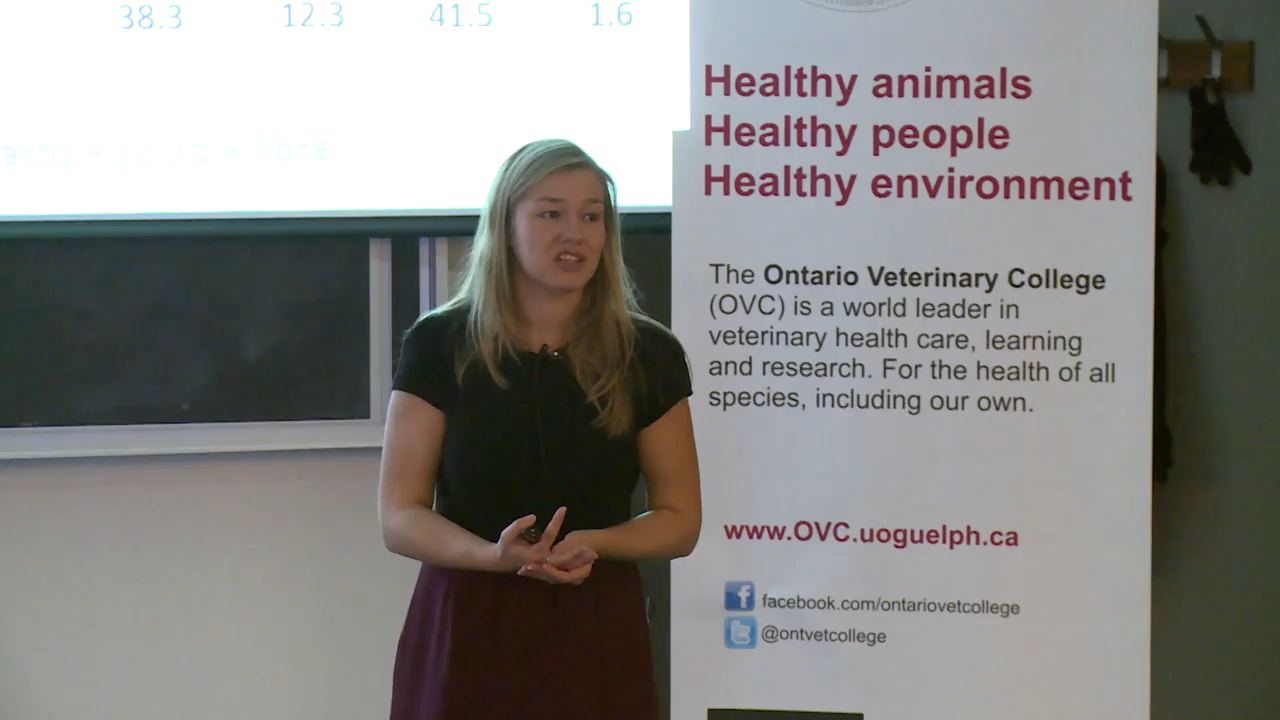 38.3 12.3 41.5 1.6
Healthy animals
Healthy people
Healthy environment
The Ontario Veterinary College
(OVC) is a world leader in
veterinary health care, learning
and research. For the health of all
species, including our own.
www.OVC.uoguelph.ca
facebook.com/ontariovetcollege
@ontvetcollege